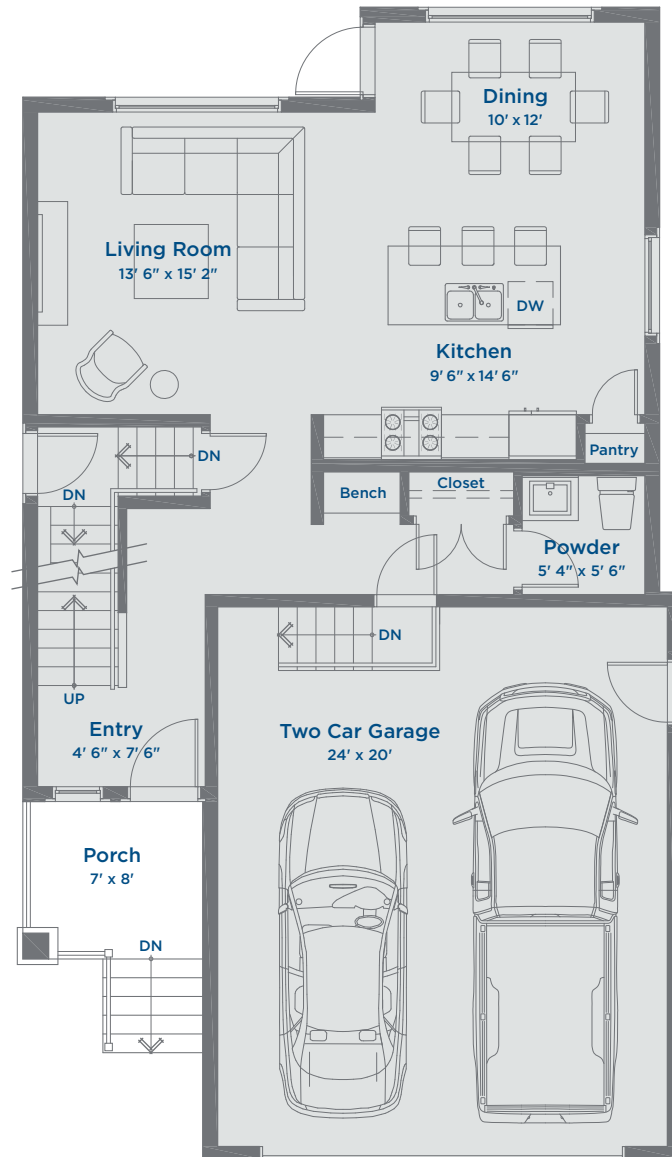 Dining
10' x 12'
Living Room
13' 6" x 15' 2"
DW
Kitchen
9' 6" x 14' 6"
Pantry
DN
DN
Bench
Closet
Powder
5' 4" x 5' 6"
DN
UP
Entry
4' 6" x 7' 6"
Two Car Garage
24' x 20'
Porch
7' x 8'
DN